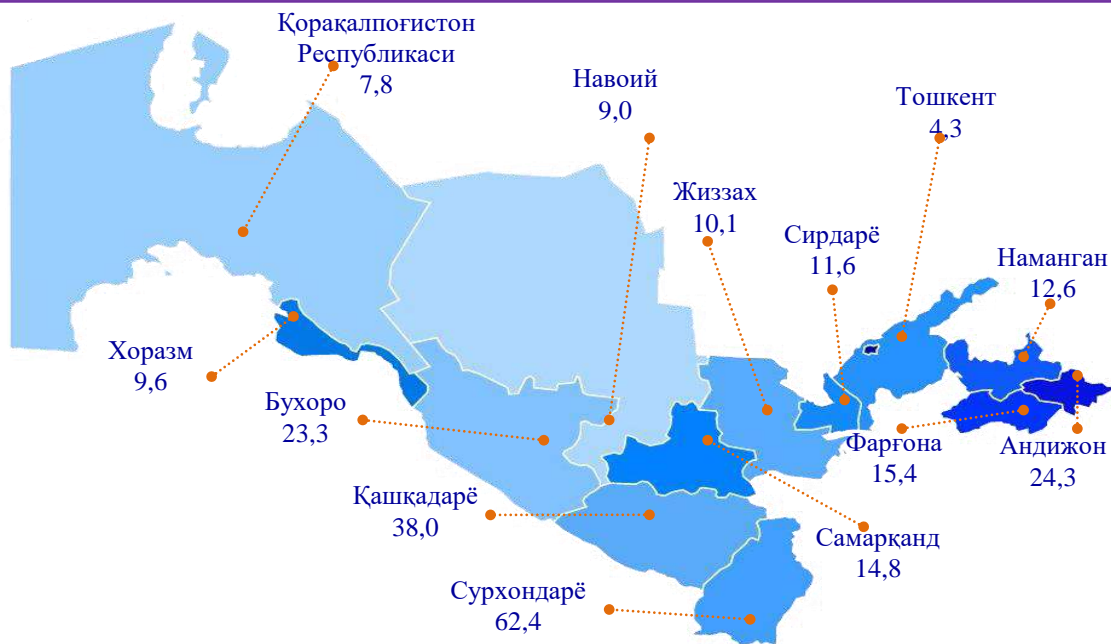 Қорақалпоғистон
Республикаси
7,8
Навоий
9,0
Тошкент
4,3
Жиззах
10,1
Сирдарё
11,6
Наманган
12,6
Хоразм
9,6
Бухоро
23,3
Фарғона
15,4
Андижон
24,3
Қашқадарё
38,0
Самарқанд
14,8
Сурхондарё
62,4